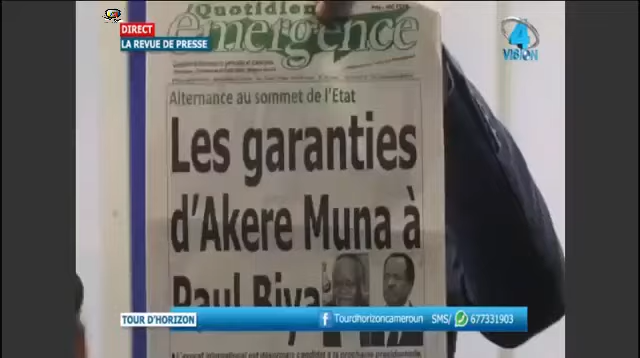 DIRECT
LA REVUE DE PRESSE
4
VISION
Quotidien
émergence
Alternance au sommet de l'Etat
Les garanties
d'Akere Muna à
Paul Biya
TOUR D'HORIZON
f Tourdhorizoncameroun SMS/ 677331903